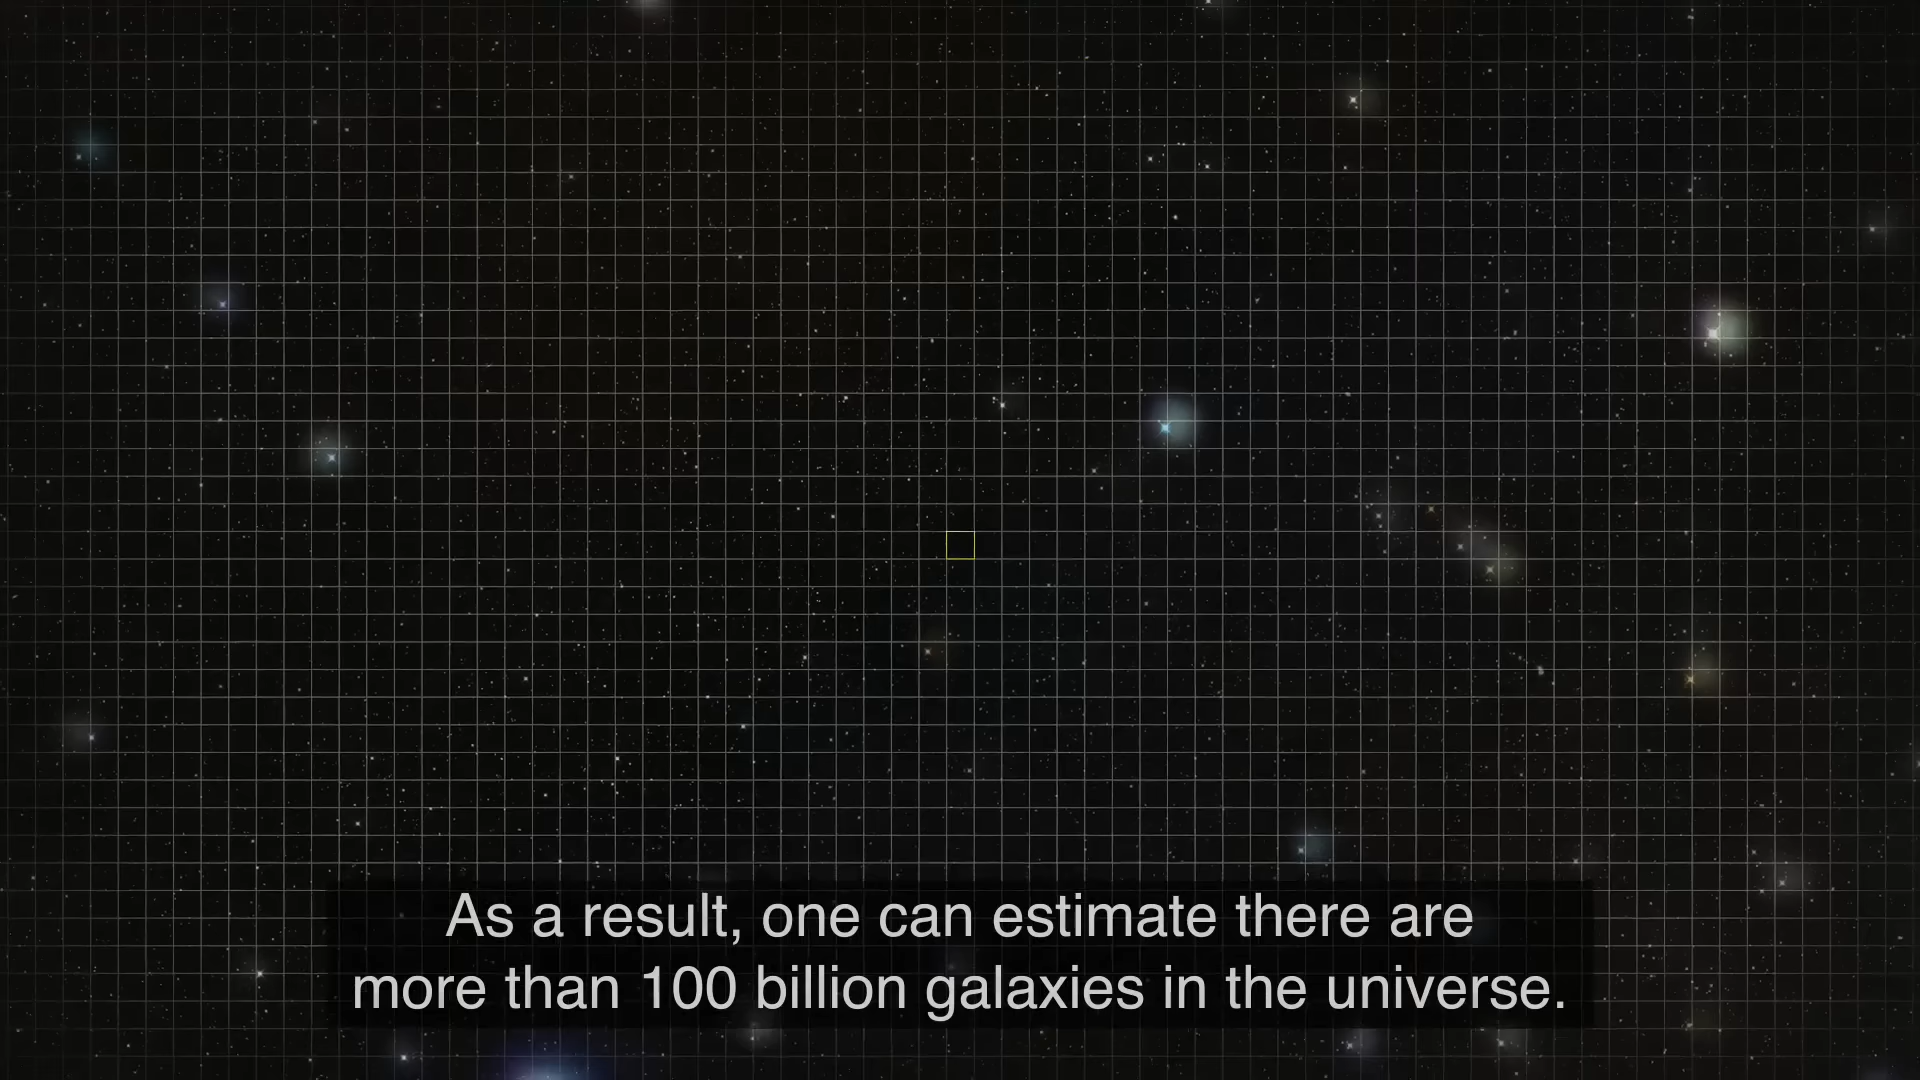 As a result, one can estimate there are
more than 100 billion galaxies in the universe.